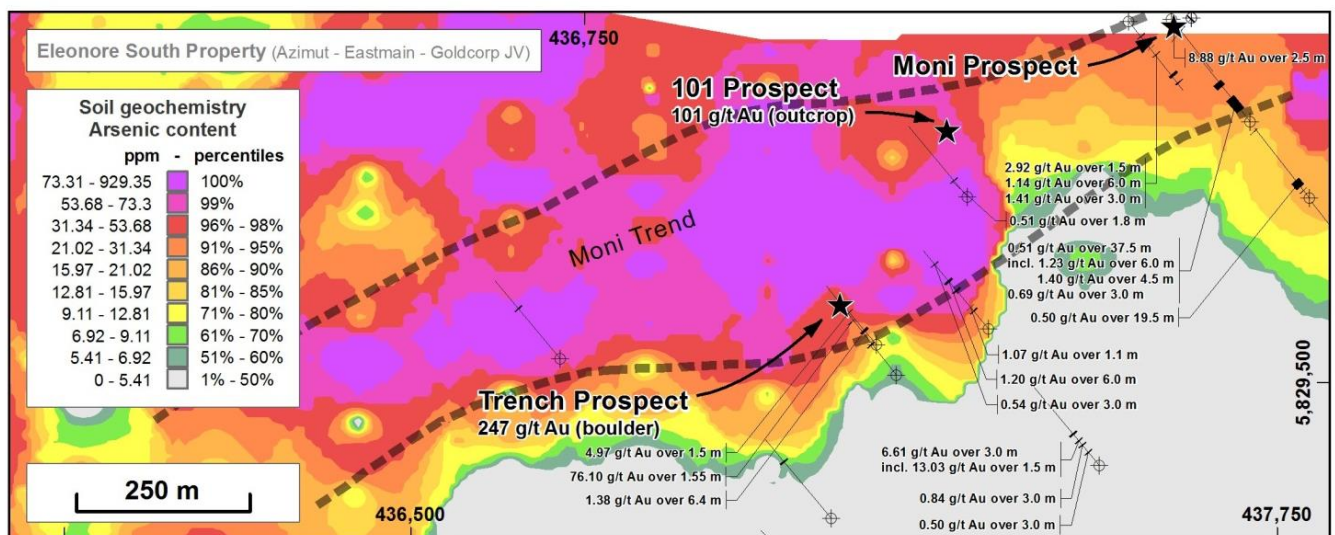 436,750
Eleonore South Property (Azimut - Eastmain - Goldcorp JV)
Soil geochemistry
Arsenic content
ppm - percentiles
73.31 - 929.35 100%
53.68 - 73.3 99%
31.34 - 53.68 96% - 98%
21.02 - 31.34 91% - 95%
15.97 - 21.02 86% - 90%
12.81 - 15.97 81% - 85%
9.11 - 12.81 71% - 80%
6.92 - 9.11 61% - 70%
5.41 - 6.92 51% - 60%
0 - 5.41 1% - 50%
250 m
Moni Prospect
8.88 g/t Au over 2.5 m
101 Prospect
101 g/t Au (outcrop)
Moni Trend
2.92 g/t Au over 1.5 m
1.14 g/t Au over 6.0 m
1.41 g/t Au over 3.0 m
0.51 g/t Au over 1.8 m
0.51 g/t Au over 37.5 m
incl. 1.23 g/t Au over 6.0 m
1.40 g/t Au over 4.5 m
0.69 g/t Au over 3.0 m
0.50 g/t Au over 19.5 m
1.07 g/t Au over 1.1 m
1.20 g/t Au over 6.0 m
0.54 g/t Au over 3.0 m
Trench Prospect
247 g/t Au (boulder)
4.97 g/t Au over 1.5 m
76.10 g/t Au over 1.55 m
1.38 g/t Au over 6.4 m
6.61 g/t Au over 3.0 m
incl. 13.03 g/t Au over 1.5 m
0.84 g/t Au over 3.0 m
0.50 g/t Au over 3.0 m
436,500
437,750
5,829,500